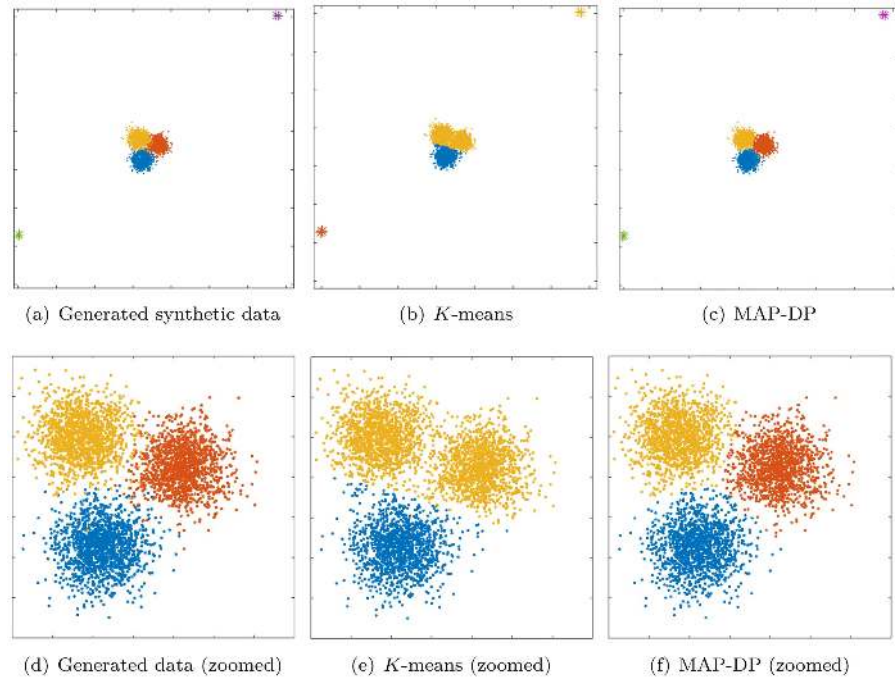 (a) Generated synthetic data
(b) K-means
(c) MAP-DP
(d) Generated data (zoomed)
(e) K-means (zoomed)
(f) MAP-DP (zoomed)